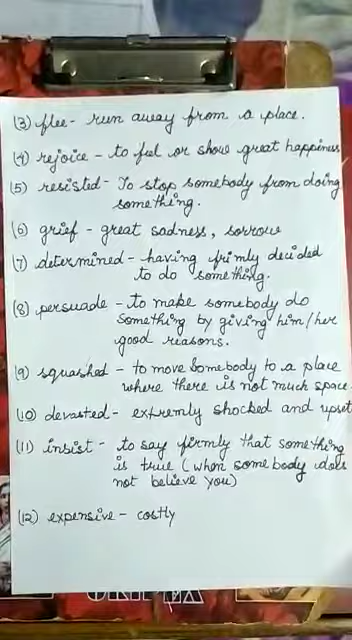 (3) flee - run away from a place.
(4) rejoice - to feel or show great happiness
(5) resisted - To stop somebody from doing
something.
(6) grief - great sadness, sorrow
(7) determined - having frimly decided
to do something.
(8) persuade - to make somebody do
something by giving him/her
good reasons.
(9) squashed - to move somebody to a place
where there is not much space.
(10) devasted - extremly shocked and upset
(11) insist - to say firmly that something
is true (when somebody does
not believe you)
(12) expensive - costly